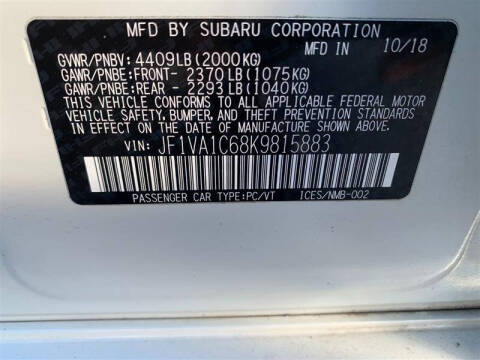 MFD BY SUBARU CORPORATION
MFD IN 10/18
GVWR/PNBV: 4409LB(2000KG)
GAWR/PNBE:FRONT- 2370LB(1075KG)
GAWR/PNBE:REAR - 2293LB(1040KG)
THIS VEHICLE CONFORMS TO ALL APPLICABLE FEDERAL MOTOR
VEHICLE SAFETY, BUMPER, AND THEFT PREVENTION STANDARDS
IN EFFECT ON THE DATE OF MANUFACTURE SHOWN ABOVE.
VIN: JF1VA1C68K9815883
PASSENGER CAR TYPE:PC/VT ICES/NMB-002